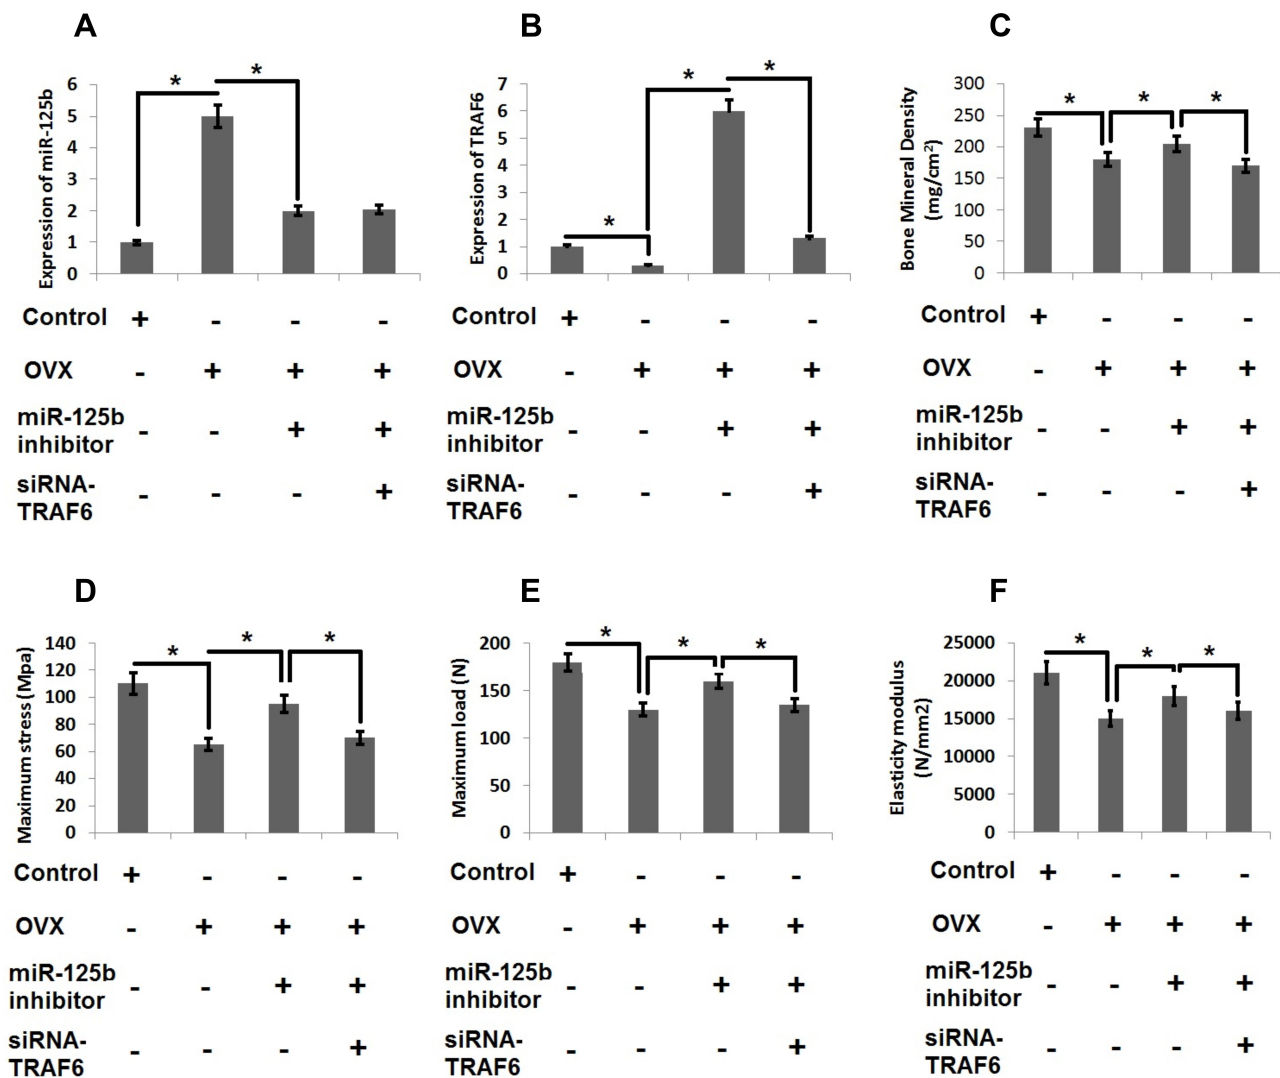 A
Expression of miR-125b
6
5
4
3
2
1
0
* *
Control + - - -
OVX - + + +
miR-125b
inhibitor - - + +
siRNA-
TRAF6 - - - +
B
Expression of TRAF6
7
6
5
4
3
2
1
0
* * *
Control + - - -
OVX - + + +
miR-125b
inhibitor - - + +
siRNA-
TRAF6 - - - +
C
Bone Mineral Density
(mg/cm²)
300
250
200
150
100
50
0
* * *
Control + - - -
OVX - + + +
miR-125b
inhibitor - - + +
siRNA-
TRAF6 - - - +
D
Maximum stress (Mpa)
140
120
100
80
60
40
20
0
* * *
Control + - - -
OVX - + + +
miR-125b
inhibitor - - + +
siRNA-
TRAF6 - - - +
E
Maximum load (N)
200
150
100
50
0
* * *
Control + - - -
OVX - + + +
miR-125b
inhibitor - - + +
siRNA-
TRAF6 - - - +
F
Elasticity modulus
(N/mm2)
25000
20000
15000
10000
5000
0
* * *
Control + - - -
OVX - + + +
miR-125b
inhibitor - - + +
siRNA-
TRAF6 - - - +